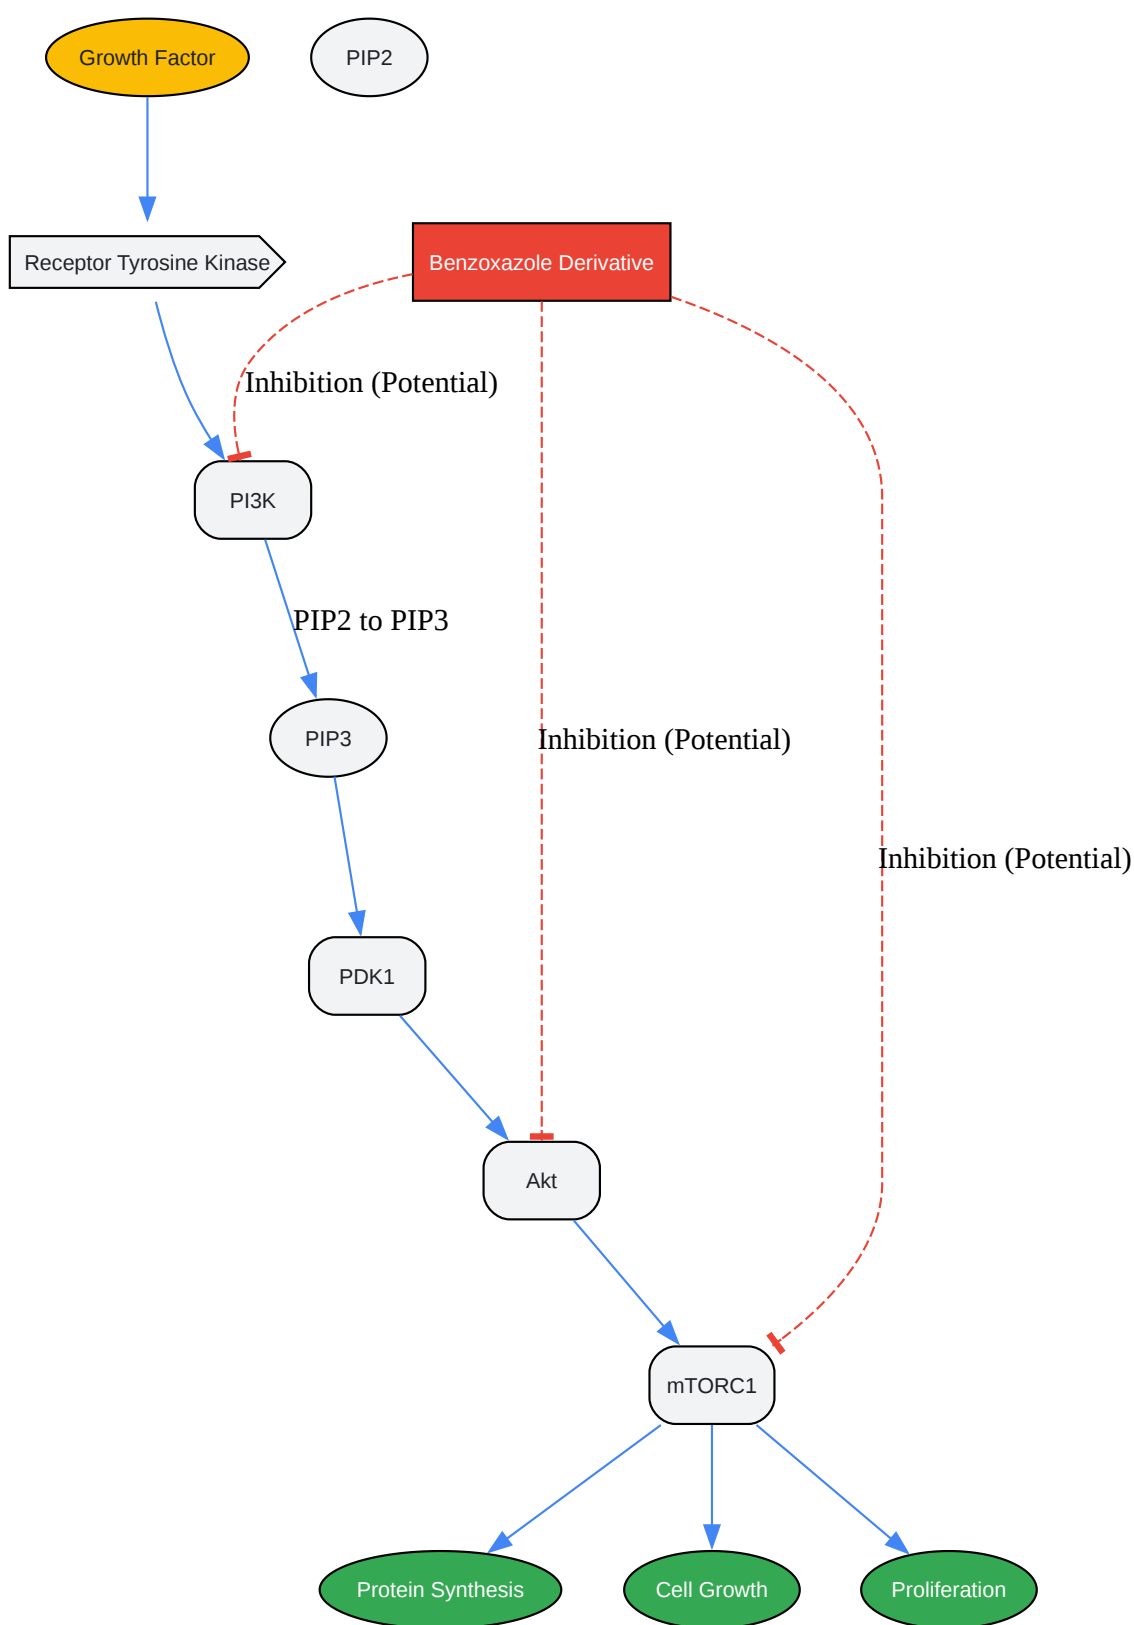 Growth Factor
PIP2
Receptor Tyrosine Kinase
Benzoxazole Derivative
Inhibition (Potential)
PI3K
PIP2 to PIP3
PIP3
Inhibition (Potential)
Inhibition (Potential)
PDK1
Akt
mTORC1
Protein Synthesis
Cell Growth
Proliferation